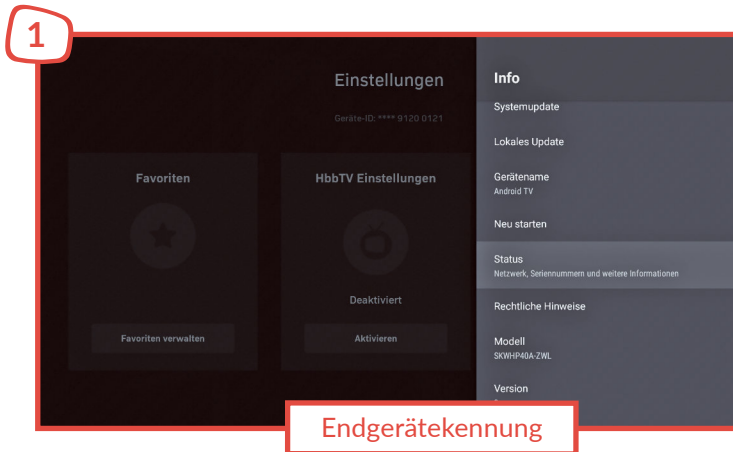 1
Einstellungen
Geräte-ID: **** 9120 0121
Favoriten
Favoriten verwalten
HbbTV Einstellungen
Deaktiviert
Aktivieren
Info
Systemupdate
Lokales Update
Gerätename
Android TV
Neu starten
Status
Netzwerk, Seriennummern und weitere Informationen
Rechtliche Hinweise
Modell
SKWHP40A-ZWL
Version
Endgerätekennung